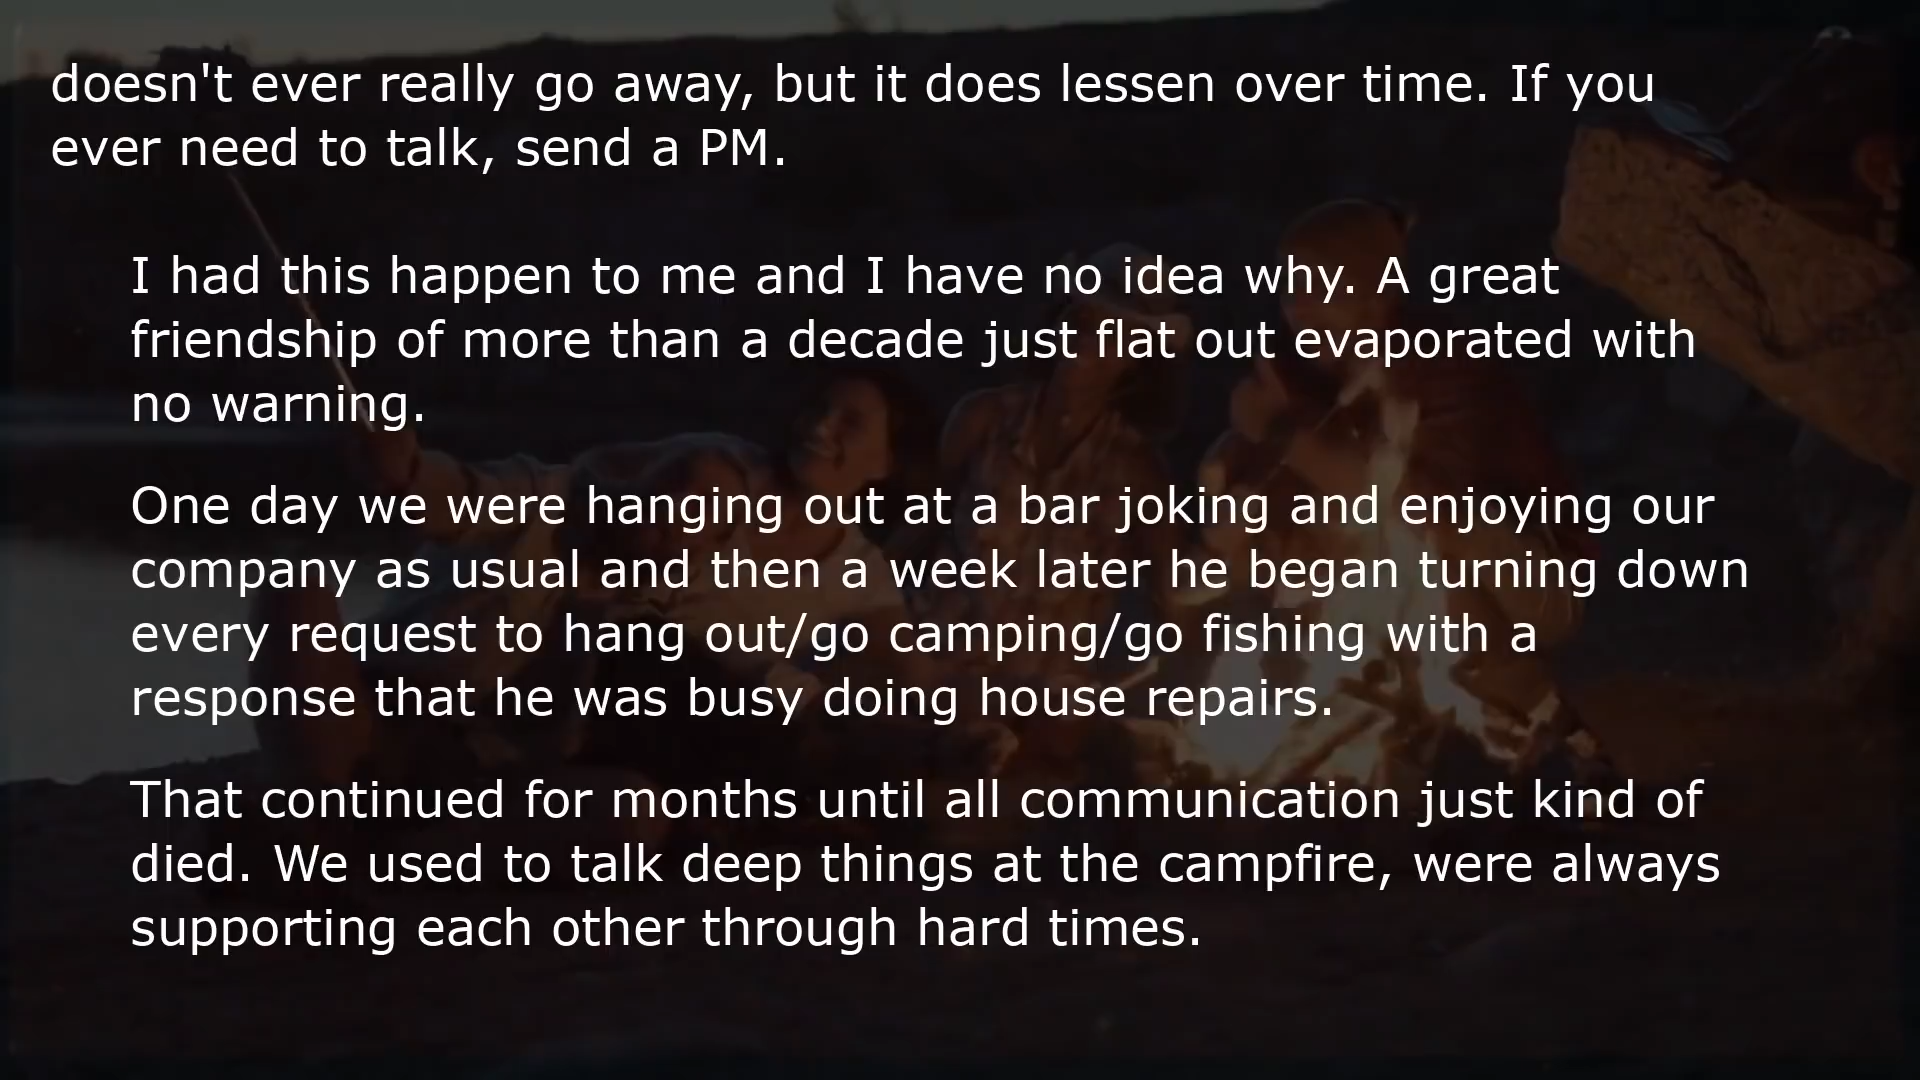 doesn't ever really go away, but it does lessen over time. If you
ever need to talk, send a PM.
I had this happen to me and I have no idea why. A great
friendship of more than a decade just flat out evaporated with
no warning.
One day we were hanging out at a bar joking and enjoying our
company as usual and then a week later he began turning down
every request to hang out/go camping/go fishing with a
response that he was busy doing house repairs.
That continued for months until all communication just kind of
died. We used to talk deep things at the campfire, were always
supporting each other through hard times.